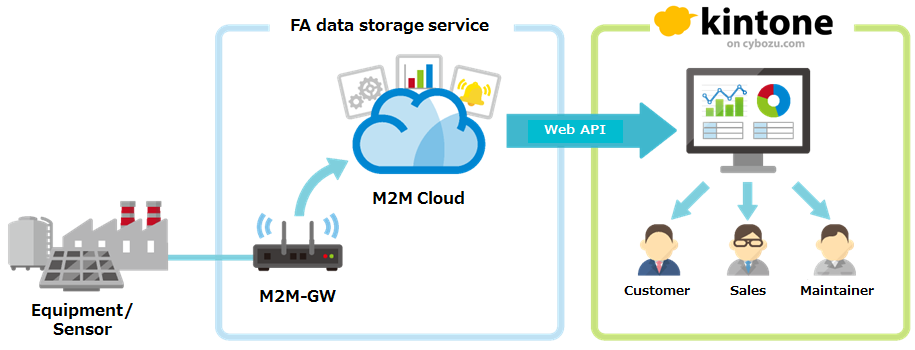 FA data storage service
kintone
on cybozu.com
Web API
M2M Cloud
M2M-GW
Equipment/
Sensor
Customer
Sales
Maintainer